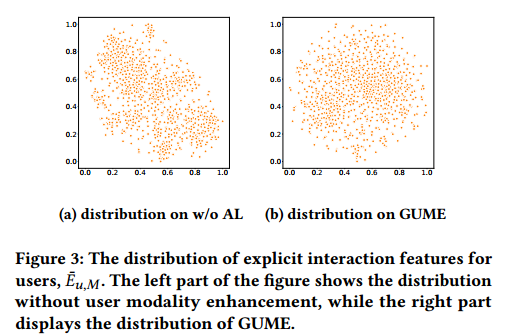 1.0
0.8
0.6
0.4
0.2
0.0
0.0 0.2 0.4 0.6 0.8 1.0
1.0
0.8
0.6
0.4
0.2
0.0
0.0 0.2 0.4 0.6 0.8 1.0
(a) distribution on w/o AL
(b) distribution on GUME
Figure 3: The distribution of explicit interaction features for
users, Ē_{u,M}. The left part of the figure shows the distribution
without user modality enhancement, while the right part
displays the distribution of GUME.